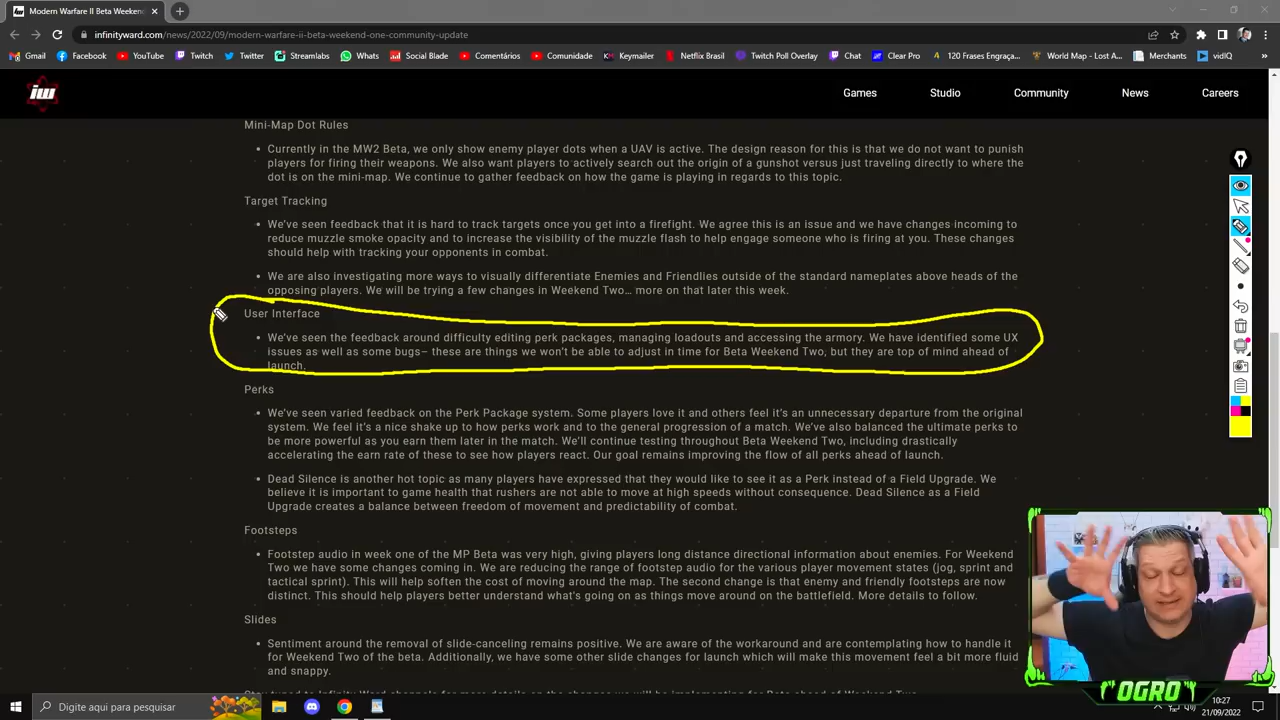 Modern Warfare II Beta Weekend
infinityward.com/news/2022/09/modern-warfare-ii-beta-weekend-one-community-update
Gmail Facebook YouTube Twitch Twitter Streamlabs Whats Social Blade Comentários Comunidade Keymailer Netflix Brasil Twitch Poll Overlay Chat Clear Pro 120 Frases Engraça... World Map - Lost A... Merchants vidIQ
iw Games Studio Community News Careers
Mini-Map Dot Rules
Currently in the MW2 Beta, we only show enemy player dots when a UAV is active. The design reason for this is that we do not want to punish
players for firing their weapons. We also want players to actively search out the origin of a gunshot versus just traveling directly to where the
dot is on the mini-map. We continue to gather feedback on how the game is playing in regards to this topic.
Target Tracking
We've seen feedback that it is hard to track targets once you get into a firefight. We agree this is an issue and we have changes incoming to
reduce muzzle smoke opacity and to increase the visibility of the muzzle flash to help engage someone who is firing at you. These changes
should help with tracking your opponents in combat.
We are also investigating more ways to visually differentiate Enemies and Friendlies outside of the standard nameplates above heads of the
opposing players. We will be trying a few changes in Weekend Two... more on that later this week.
User Interface
We've seen the feedback around difficulty editing perk packages, managing loadouts and accessing the armory. We have identified some UX
issues as well as some bugs– these are things we won't be able to adjust in time for Beta Weekend Two, but they are top of mind ahead of
launch.
Perks
We've seen varied feedback on the Perk Package system. Some players love it and others feel it's an unnecessary departure from the original
system. We feel it's a nice shake up to how perks work and to the general progression of a match. We've also balanced the ultimate perks to
be more powerful as you earn them later in the match. We'll continue testing throughout Beta Weekend Two, including drastically
accelerating the earn rate of these to see how players react. Our goal remains improving the flow of all perks ahead of launch.
Dead Silence is another hot topic as many players have expressed that they would like to see it as a Perk instead of a Field Upgrade. We
believe it is important to game health that rushers are not able to move at high speeds without consequence. Dead Silence as a Field
Upgrade creates a balance between freedom of movement and predictability of combat.
Footsteps
Footstep audio in week one of the MP Beta was very high, giving players long distance directional information about enemies. For Weekend
Two we have some changes coming in. We are reducing the range of footstep audio for the various player movement states (jog, sprint and
tactical sprint). This will help soften the cost of moving around the map. The second change is that enemy and friendly footsteps are now
distinct. This should help players better understand what's going on as things move around on the battlefield. More details to follow.
Slides
Sentiment around the removal of slide-canceling remains positive. We are aware of the workaround and are contemplating how to handle it
for Weekend Two of the beta. Additionally, we have some other slide changes for launch which will make this movement feel a bit more fluid
and snappy.
Stay tuned to Infinity Ward channels for more details on the changes we will be implementing for Beta ahead of Weekend Two.
OGRO
Digite aqui para pesquisar
10:27
21/09/2022